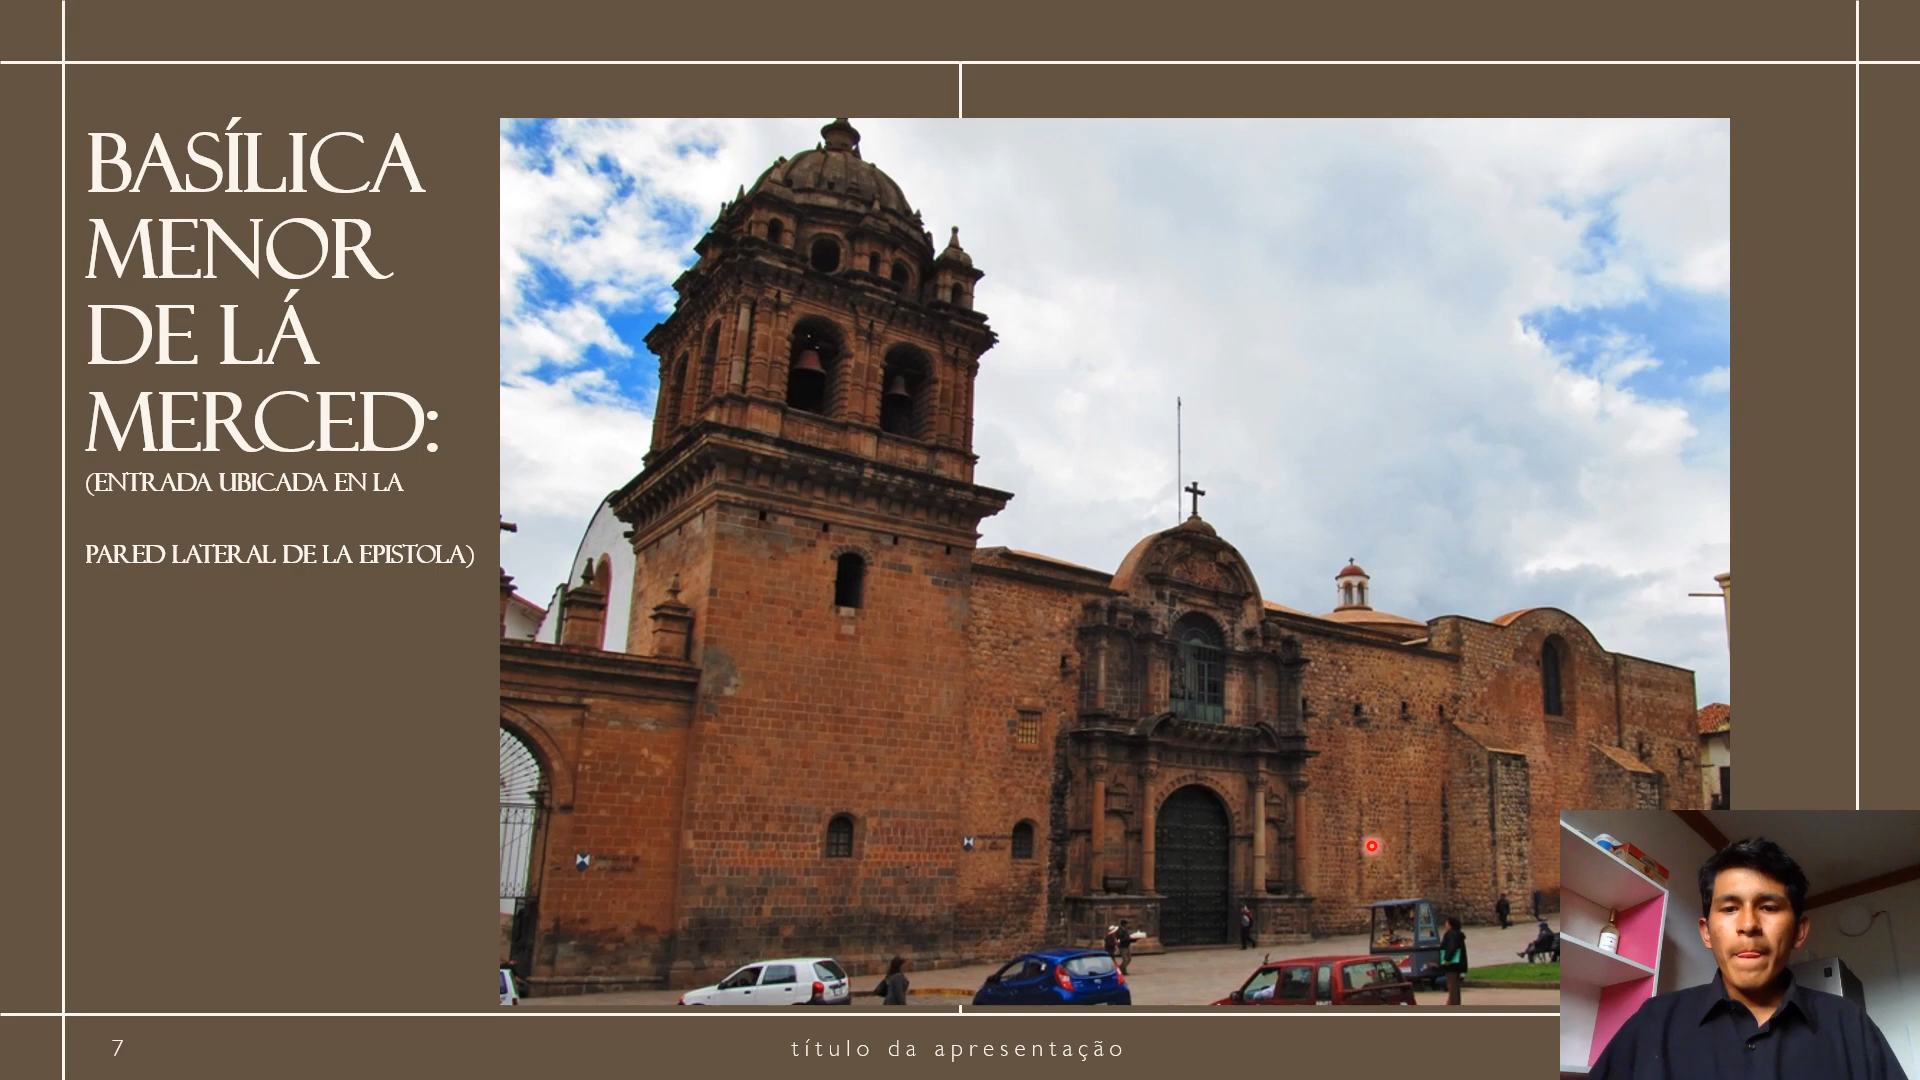 BASÍLICA
MENOR
DE LÁ
MERCED:
(ENTRADA UBICADA EN LA
PARED LATERAL DE LA EPISTOLA)
7
título da apresentação